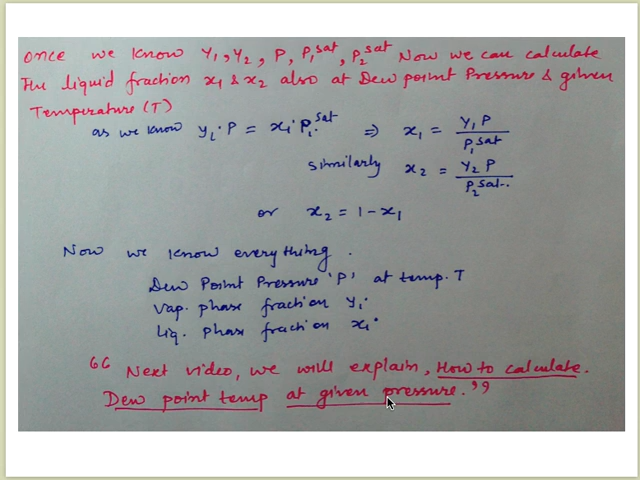 Once we know y₁, y₂, P, P₁ˢᵃᵗ, P₂ˢᵃᵗ Now we can calculate
The liquid fraction x₁ & x₂ also at Dew point Pressure & given
Temperature (T)
as we know yᵢ · P = xᵢ · Pᵢˢᵃᵗ ⇒ x₁ = y₁P / P₁ˢᵃᵗ
similarly x₂ = y₂P / P₂ˢᵃᵗ
or x₂ = 1 - x₁
Now we know everything.
Dew Point Pressure 'P' at temp. T
Vap. phase fraction yᵢ
Liq. phase fraction xᵢ
"Next video, we will explain, How to calculate.
Dew point temp at given pressure."